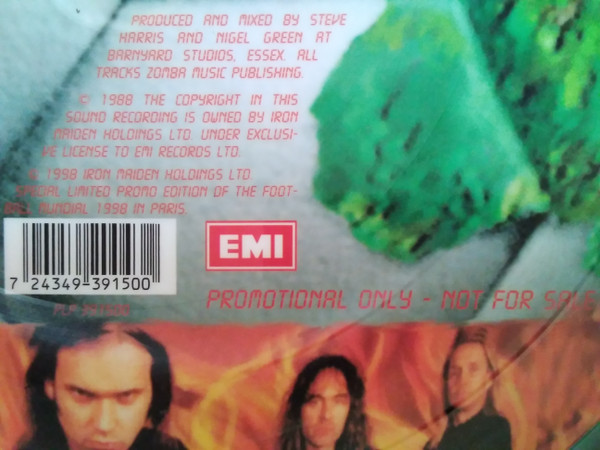 PRODUCED AND MIXED BY STEVE
HARRIS AND NIGEL GREEN AT
BARNYARD STUDIOS, ESSEX. ALL
TRACKS ZOMBA MUSIC PUBLISHING.
℗ 1988 THE COPYRIGHT IN THIS
SOUND RECORDING IS OWNED BY IRON
MAIDEN HOLDINGS LTD. UNDER EXCLUSI-
VE LICENSE TO EMI RECORDS LTD.
© 1998 IRON MAIDEN HOLDINGS LTD.
SPECIAL LIMITED PROMO EDITION OF THE FOOT-
MUNDIAL 1998 IN PARIS.
EMI
7 24349-391500
PROMOTIONAL ONLY - NOT FOR SALE